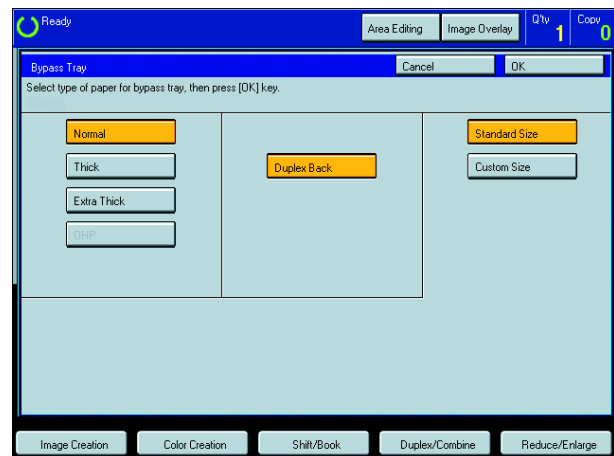 Ready
Area Editing
Image Overlay
Q'ty
1
Copy
0
Bypass Tray
Cancel
OK
Select type of paper for bypass tray, then press [OK] key.
Normal
Standard Size
Thick
Duplex Back
Custom Size
Extra Thick
OHP
Image Creation
Color Creation
Shift/Book
Duplex/Combine
Reduce/Enlarge